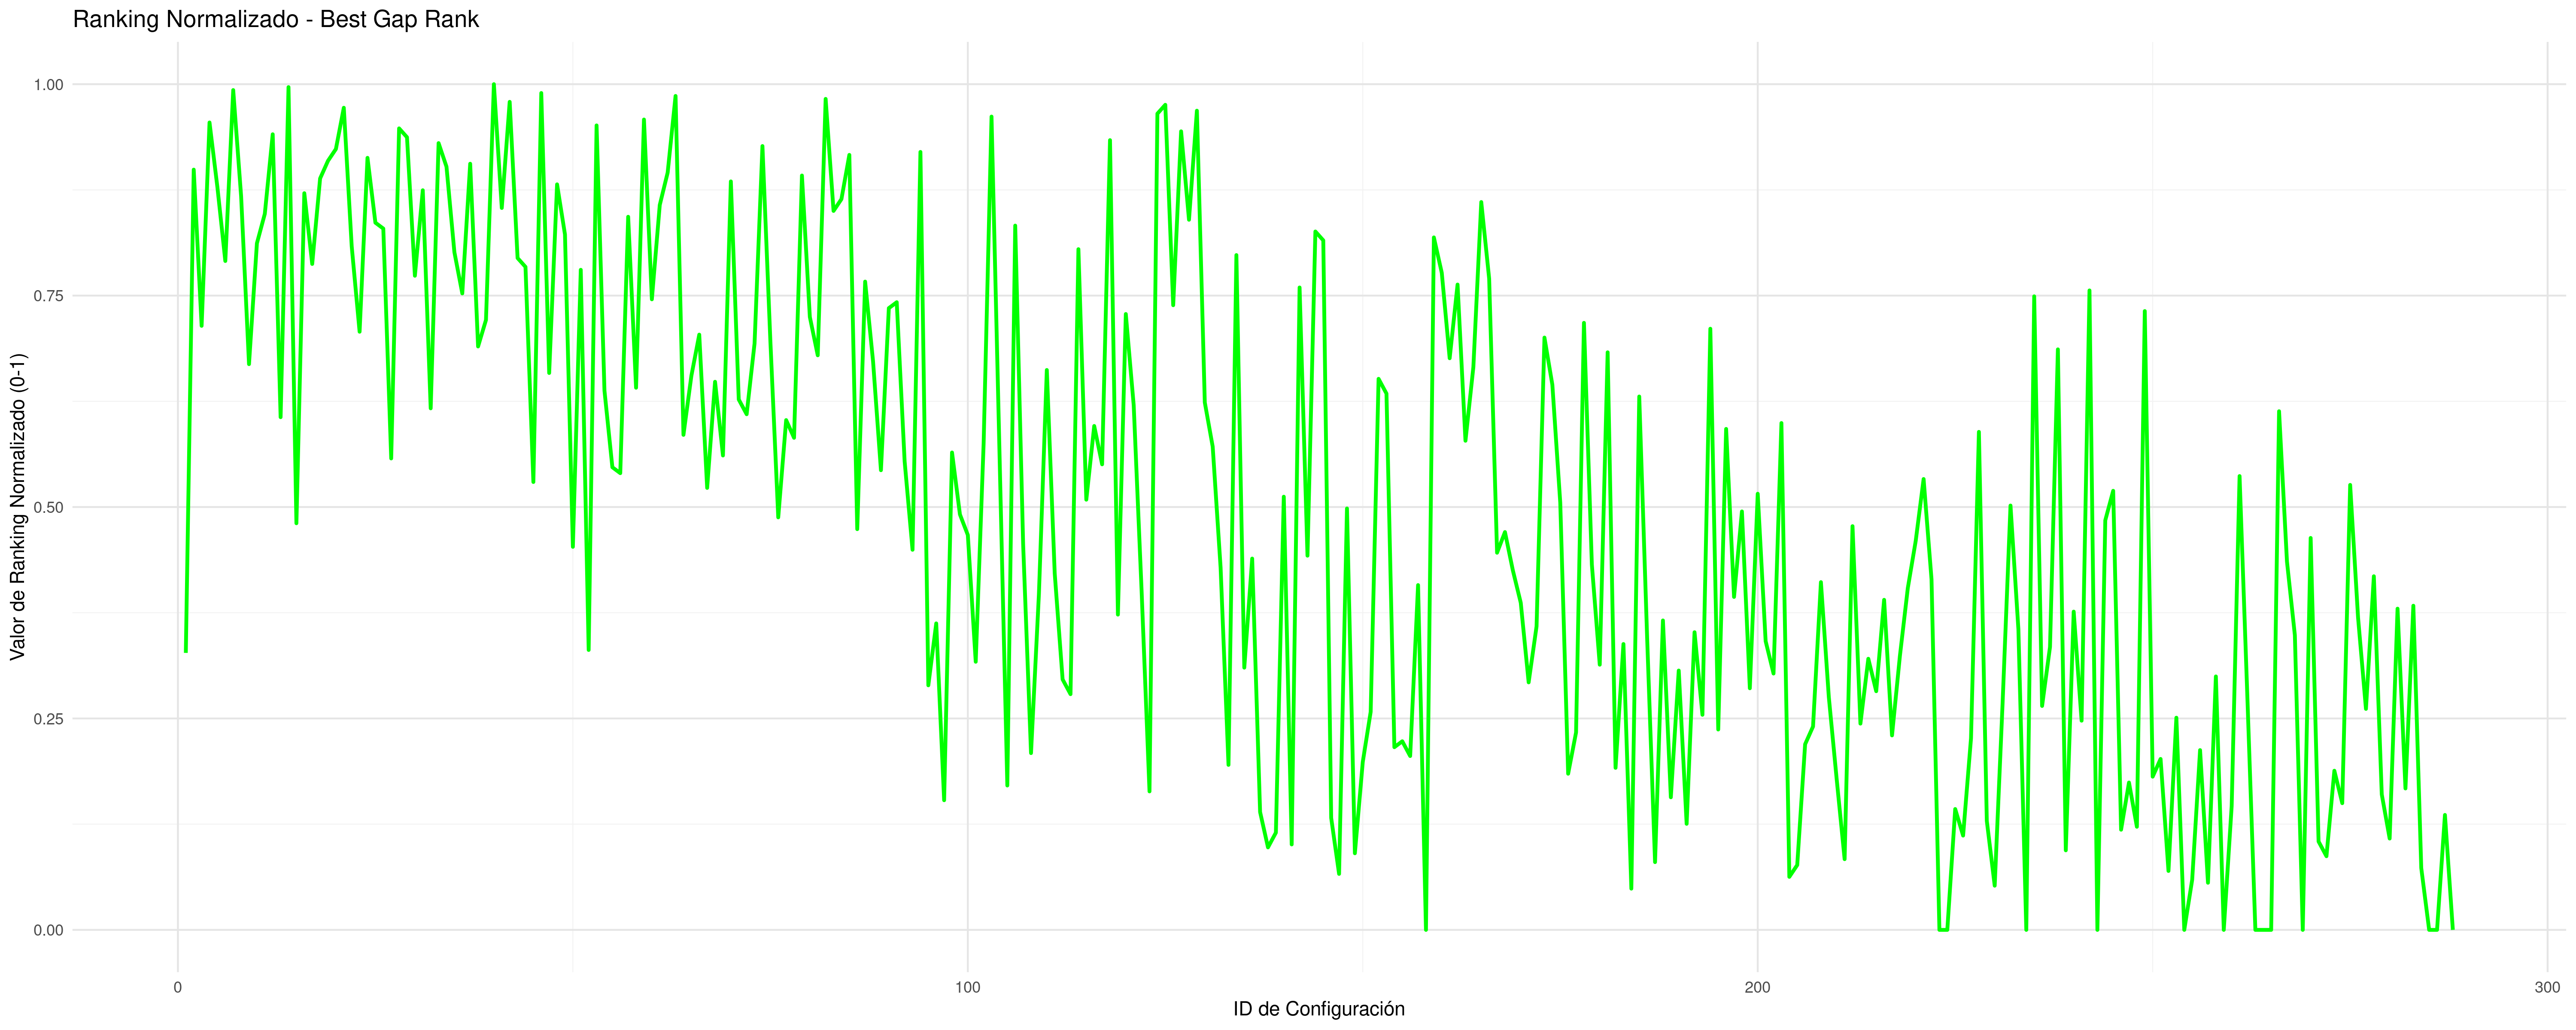 Ranking Normalizado - Best Gap Rank
Valor de Ranking Normalizado (0-1)
1.00
0.75
0.50
0.25
0.00
0 100 200 300
ID de Configuración